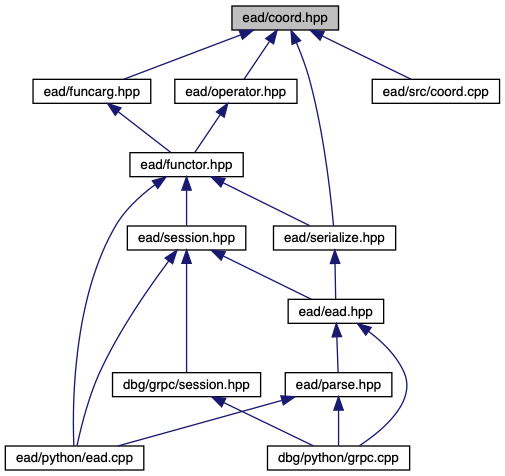 ead/coord.hpp
ead/funcarg.hpp
ead/operator.hpp
ead/src/coord.cpp
ead/functor.hpp
ead/session.hpp
ead/serialize.hpp
ead/ead.hpp
dbg/grpc/session.hpp
ead/parse.hpp
ead/python/ead.cpp
dbg/python/grpc.cpp